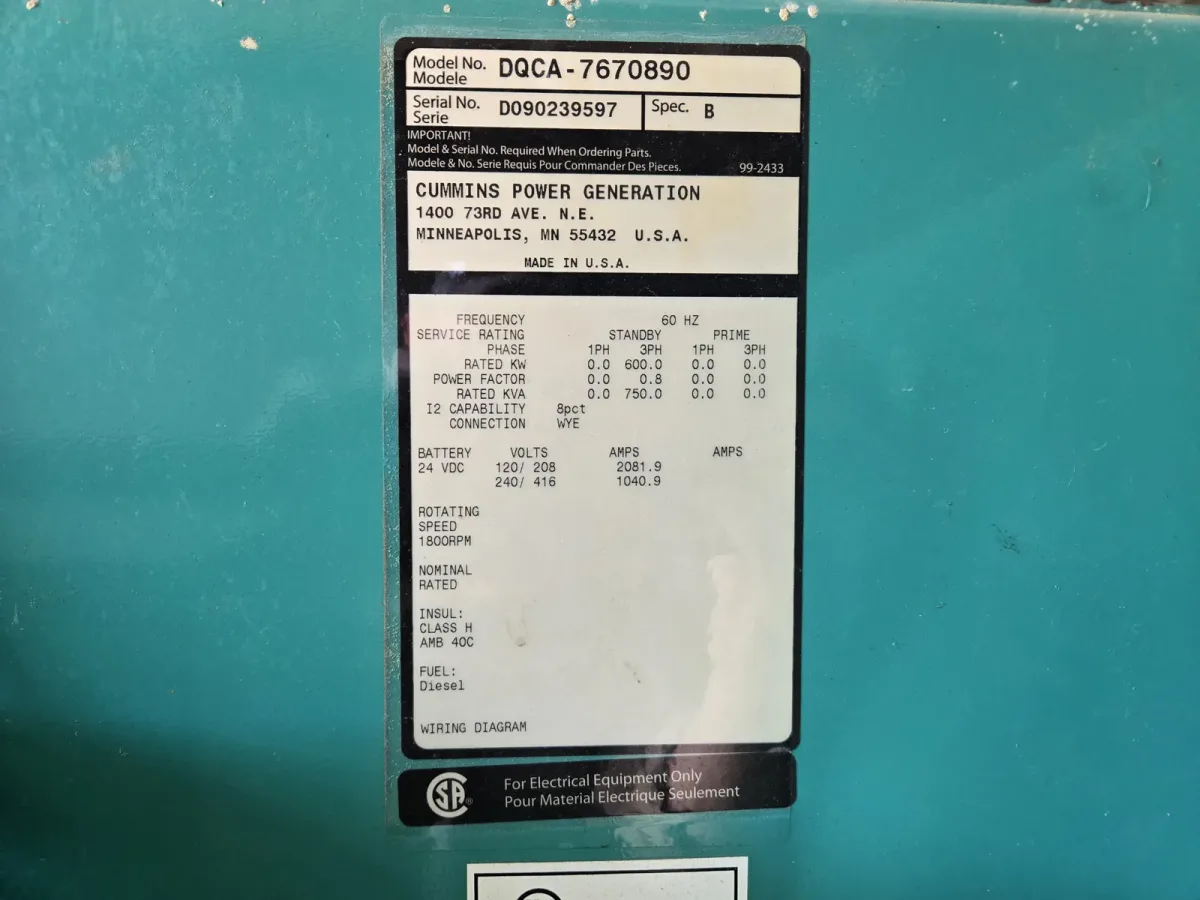 Model No. DQCA-7670890
Modele
Serial No. D090239597 Spec. B
Serie
IMPORTANT!
Model & Serial No. Required When Ordering Parts.
Modele & No. Serie Requis Pour Commander Des Pieces. 99-2433
CUMMINS POWER GENERATION
1400 73RD AVE. N.E.
MINNEAPOLIS, MN 55432 U.S.A.
MADE IN U.S.A.
FREQUENCY 60 HZ
SERVICE RATING STANDBY PRIME
PHASE 1PH 3PH 1PH 3PH
RATED KW 0.0 600.0 0.0 0.0
POWER FACTOR 0.0 0.8 0.0 0.0
RATED KVA 0.0 750.0 0.0 0.0
I2 CAPABILITY 8pct
CONNECTION WYE
BATTERY VOLTS AMPS AMPS
24 VDC 120/ 208 2081.9
240/ 416 1040.9
ROTATING
SPEED
1800RPM
NOMINAL
RATED
INSUL:
CLASS H
AMB 40C
FUEL:
Diesel
WIRING DIAGRAM
SA® For Electrical Equipment Only
Pour Material Electrique Seulement